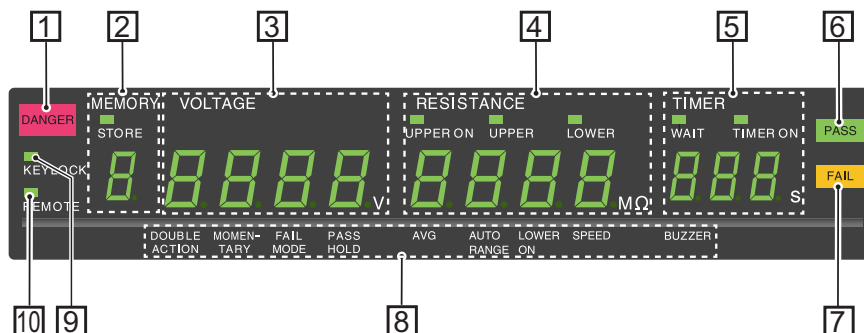 1 2 3 4 5 6
DANGER MEMORY VOLTAGE RESISTANCE TIMER
STORE UPPER ON UPPER LOWER WAIT TIMER ON PASS
KEYLOCK 8 8.8.8.8.V 8.8.8.8.MΩ 8.8.8.s FAIL
REMOTE
DOUBLE ACTION MOMEN-TARY FAIL MODE PASS HOLD AVG AUTO RANGE LOWER ON SPEED BUZZER
10 9 8 7